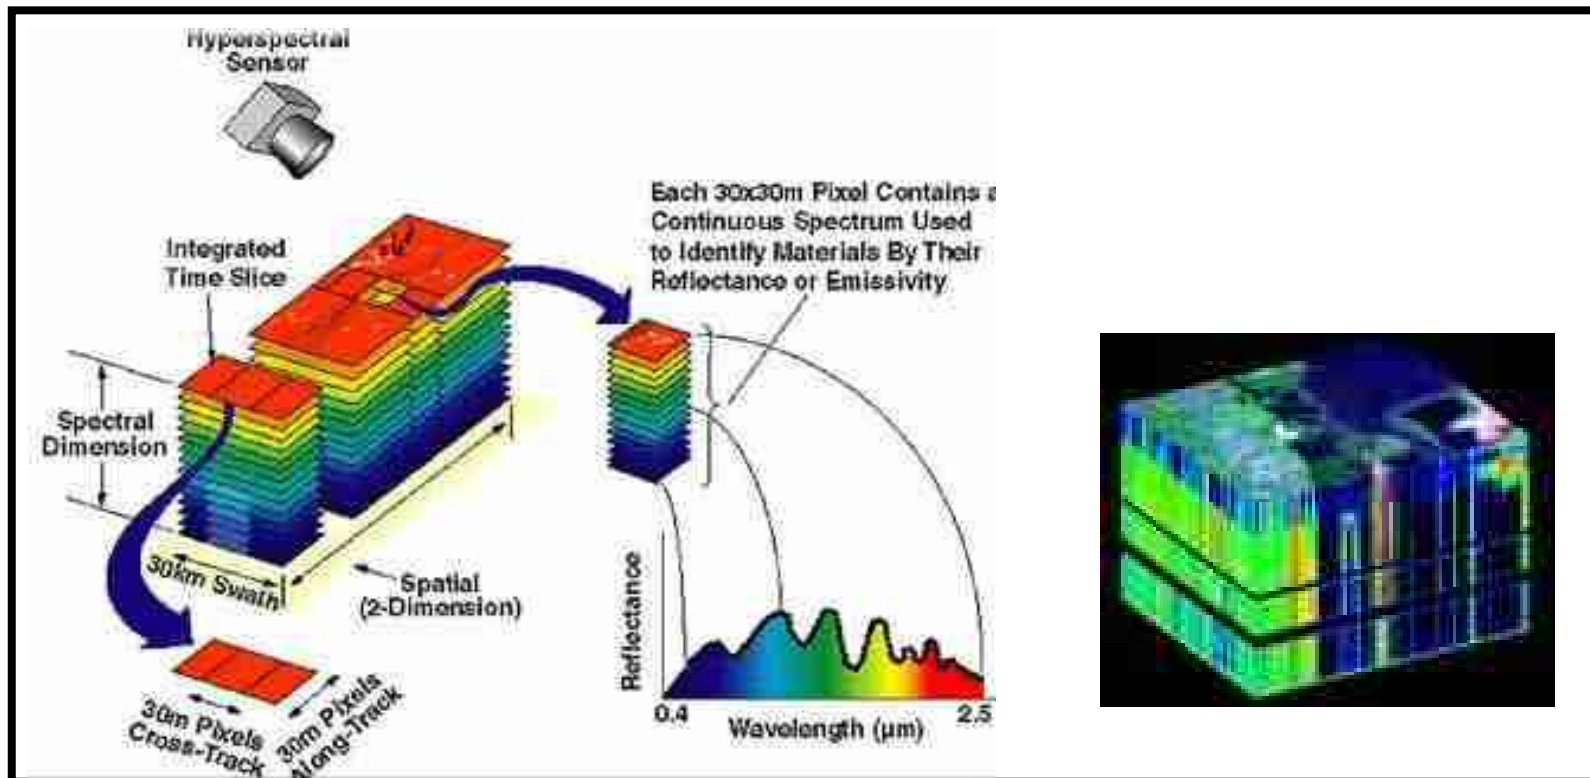 Hyperspectral
Sensor
Each 30x30m Pixel Contains a
Continuous Spectrum Used
to Identify Materials By Their
Reflectance or Emissivity
Integrated
Time Slice
Spectral
Dimension
30km Swath
Spatial
(2-Dimension)
30m Pixels
Cross-Track
30m Pixels
Along-Track
Reflectance
0.4
2.5
Wavelength (µm)